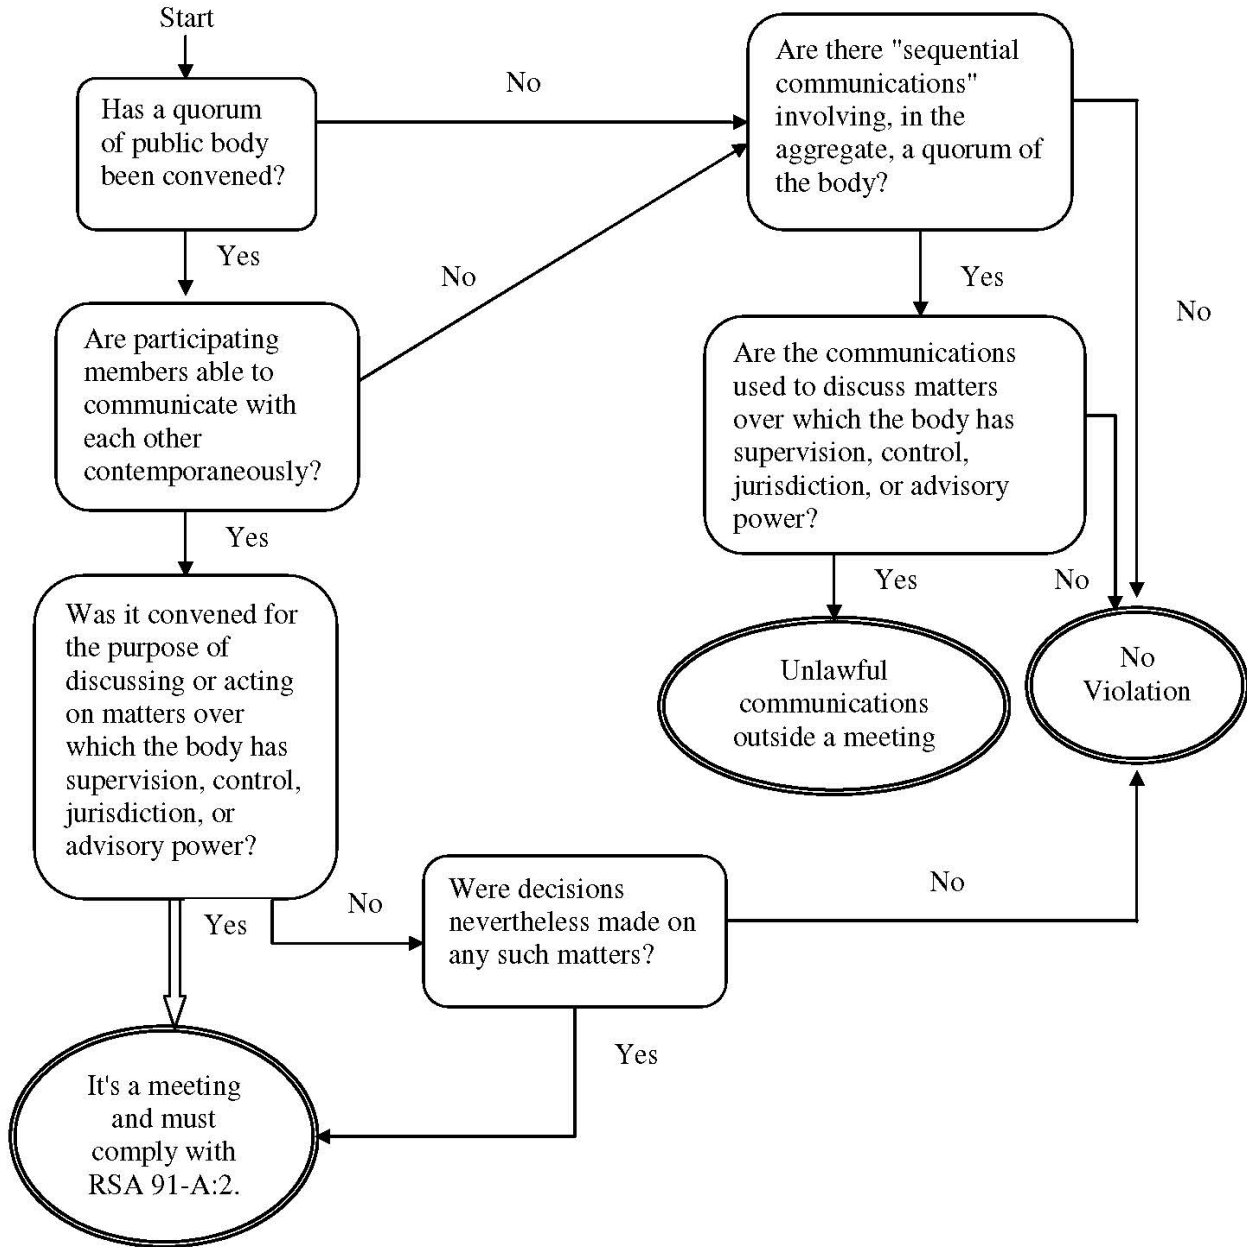 Start
Has a quorum
of public body
been convened?
No
Are there "sequential
communications"
involving, in the
aggregate, a quorum of
the body?
Yes
No
Yes
No
Are participating
members able to
communicate with
each other
contemporaneously?
Are the communications
used to discuss matters
over which the body has
supervision, control,
jurisdiction, or advisory
power?
Yes
Yes
No
Was it convened for
the purpose of
discussing or acting
on matters over
which the body has
supervision, control,
jurisdiction, or
advisory power?
Unlawful
communications
outside a meeting
No
Violation
Yes
No
Were decisions
nevertheless made on
any such matters?
No
Yes
It's a meeting
and must
comply with
RSA 91-A:2.